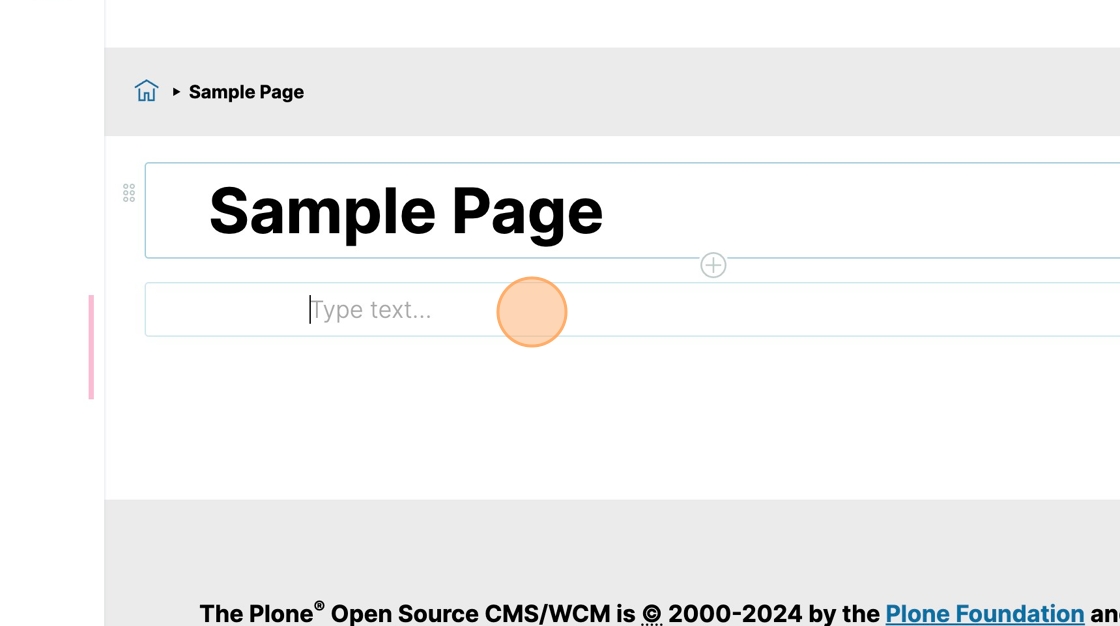 Sample Page
Sample Page
Type text...
The Plone® Open Source CMS/WCM is © 2000-2024 by the Plone Foundation an